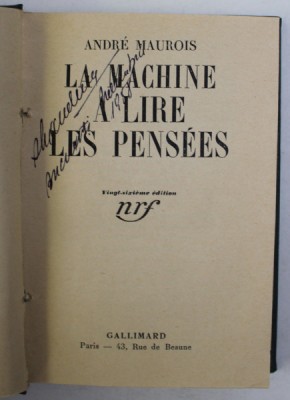 ANDRÉ MAUROIS
LA MACHINE
A LIRE
LES PENSÉES
Vingt-sixième édition
nrf
GALLIMARD
Paris — 43, Rue de Beaune